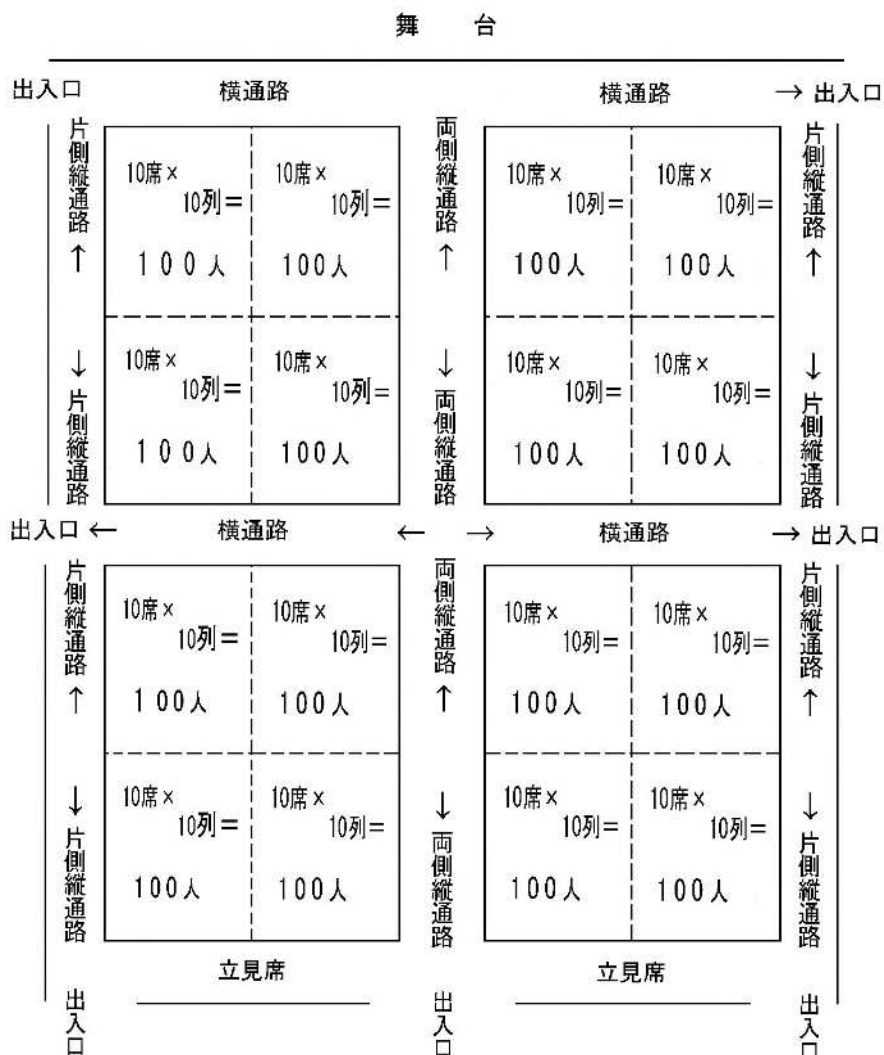 舞　台
出入口　横通路　横通路　→ 出入口
片側縦通路 ↑
10席×　10席×
10列＝　10列＝
１００人　100人
両側縦通路 ↑
10席×　10席×
10列＝　10列＝
100人　100人
片側縦通路 ↑
↓ 片側縦通路
10席×　10席×
10列＝　10列＝
１００人　100人
↓ 両側縦通路
10席×　10席×
10列＝　10列＝
100人　100人
↓ 片側縦通路
出入口 ←　横通路　← →　横通路　→ 出入口
片側縦通路 ↑
10席×　10席×
10列＝　10列＝
100人　100人
両側縦通路 ↑
10席×　10席×
10列＝　10列＝
100人　100人
片側縦通路 ↑
↓ 片側縦通路
10席×　10席×
10列＝　10列＝
100人　100人
↓ 両側縦通路
10席×　10席×
10列＝　10列＝
100人　100人
↓ 片側縦通路
立見席　立見席
出入口　出入口　出入口